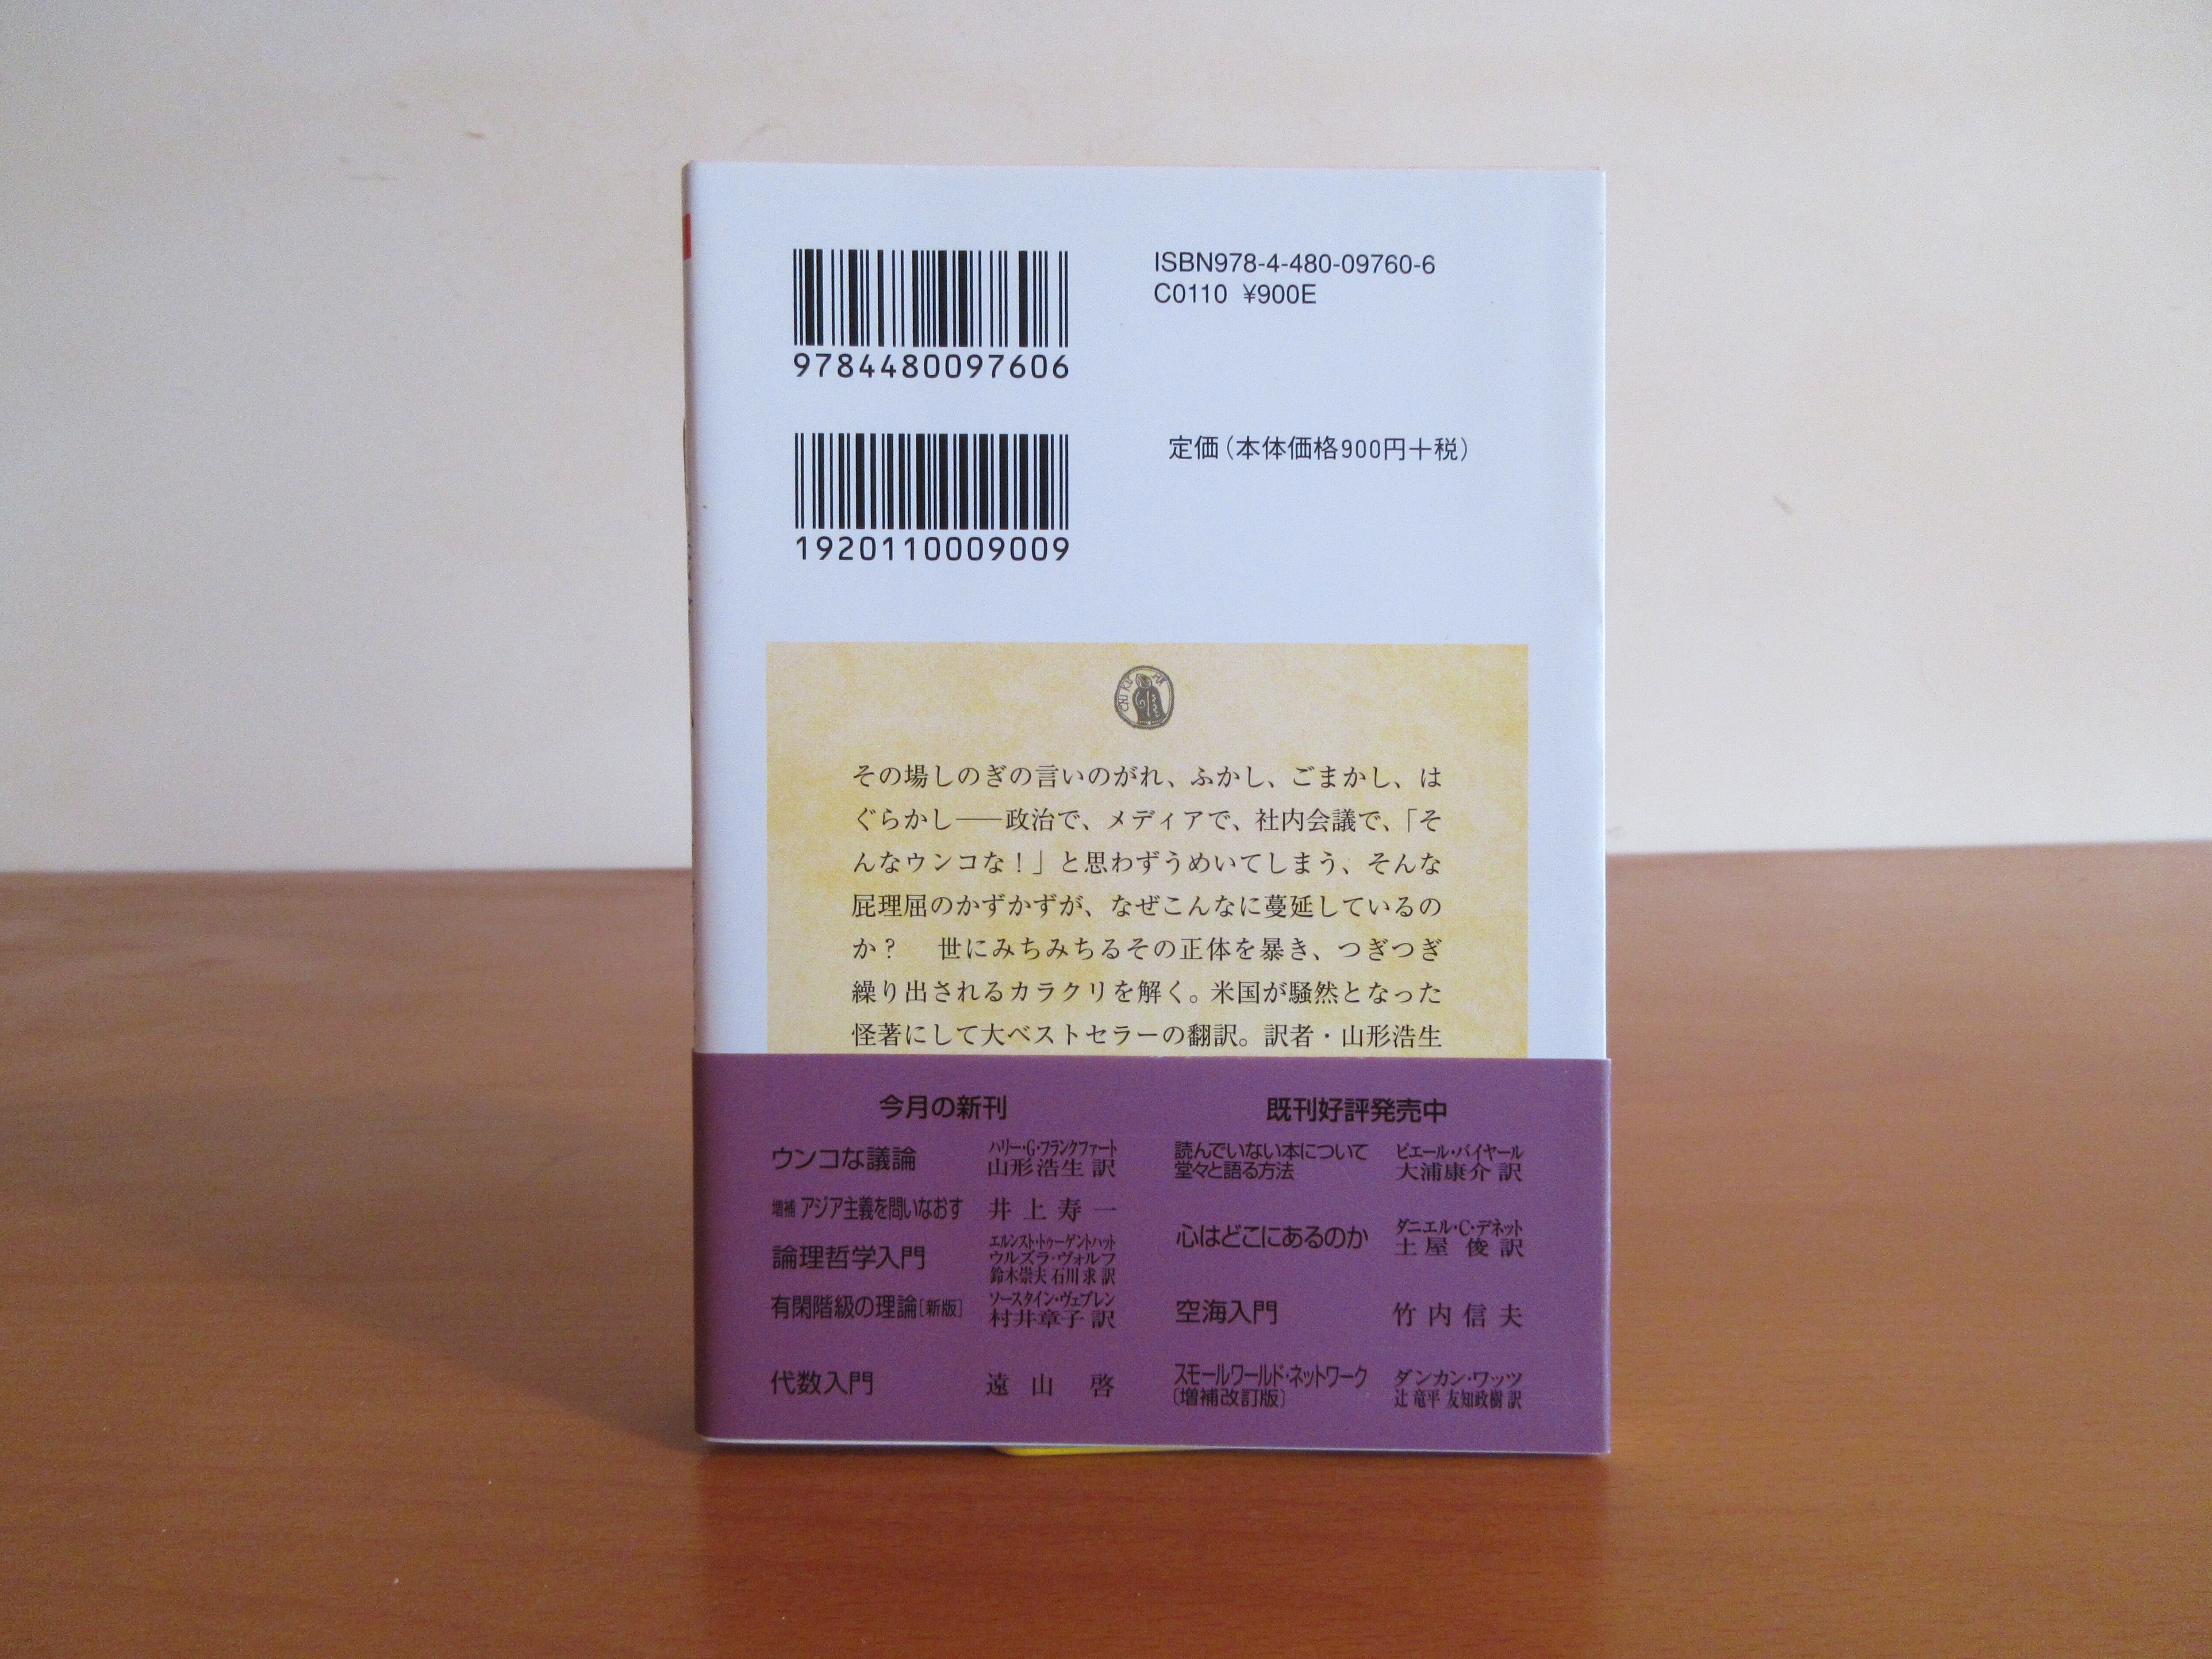 9784480097606
ISBN978-4-480-09760-6
C0110 ¥900E
1920110009009
定価（本体価格900円＋税）
その場しのぎの言いのがれ、ふかし、ごまかし、は
ぐらかし――政治で、メディアで、社内会議で、「そ
んなウンコな！」と思わずうめいてしまう、そんな
屁理屈のかずかずが、なぜこんなに蔓延しているの
か？　世にみちみちるその正体を暴き、つぎつぎ
繰り出されるカラクリを解く。米国が騒然となった
怪著にして大ベストセラーの翻訳。訳者・山形浩生
今月の新刊
ウンコな議論
ハリー・G・フランクファート
山形浩生 訳
増補 アジア主義を問いなおす
井上寿一
論理哲学入門
エルンスト・トゥーゲントハット
ウルズラ・ヴォルフ
鈴木崇夫 石川求 訳
有閑階級の理論［新版］
ソースタイン・ヴェブレン
村井章子 訳
代数入門
遠山 啓
既刊好評発売中
読んでいない本について
堂々と語る方法
ピエール・バイヤール
大浦康介 訳
心はどこにあるのか
ダニエル・C・デネット
土屋俊 訳
空海入門
竹内信夫
スモールワールド・ネットワーク
〔増補改訂版〕
ダンカン・ワッツ
辻竜平 友知政樹 訳